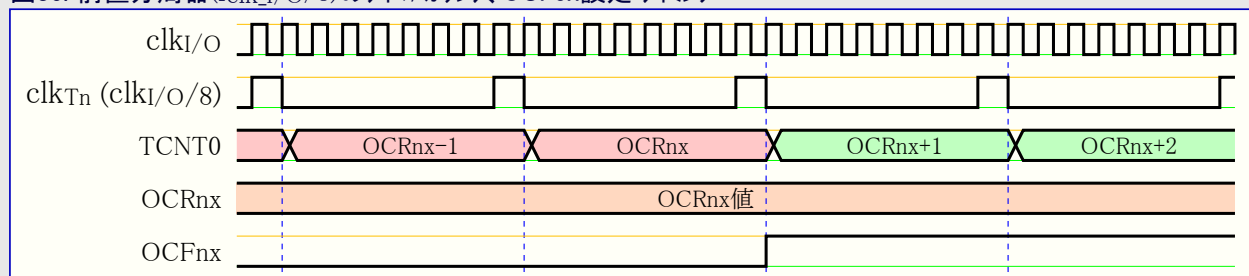 clkI/O
clkTn (clkI/O/8)
TCNT0 OCRnx-1 OCRnx OCRnx+1 OCRnx+2
OCRnx OCRnx値
OCFnx